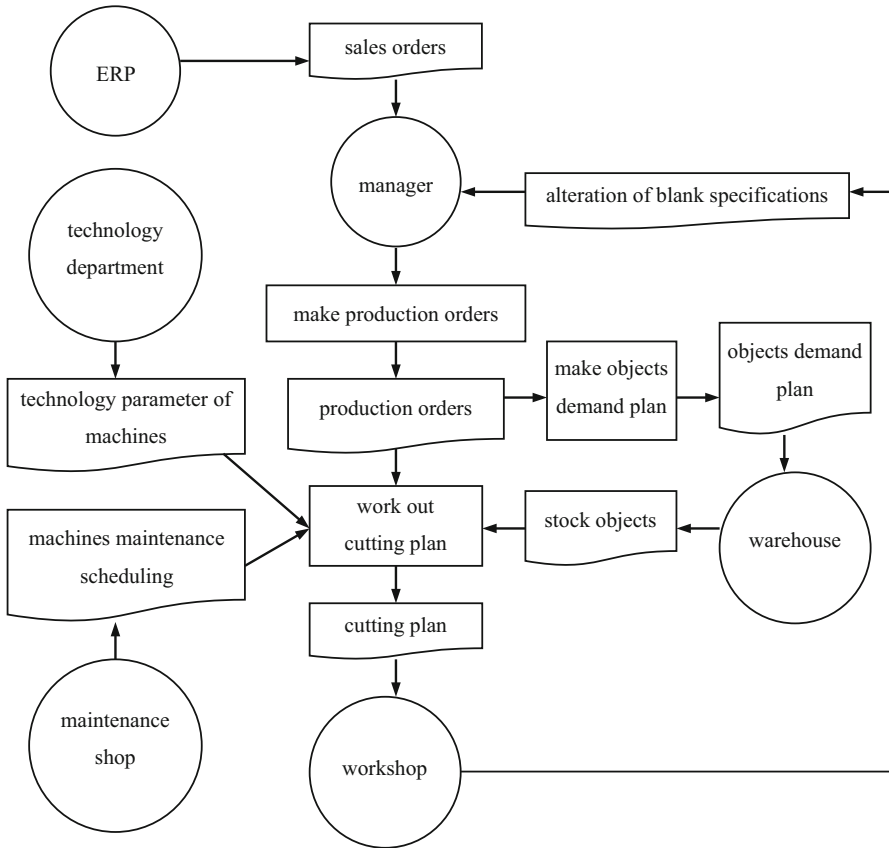 sales orders
ERP
manager
alteration of blank specifications
technology
department
make production orders
objects demand
plan
make objects
demand plan
technology parameter of
machines
production orders
work out
cutting plan
stock objects
warehouse
machines maintenance
scheduling
cutting plan
maintenance
shop
workshop